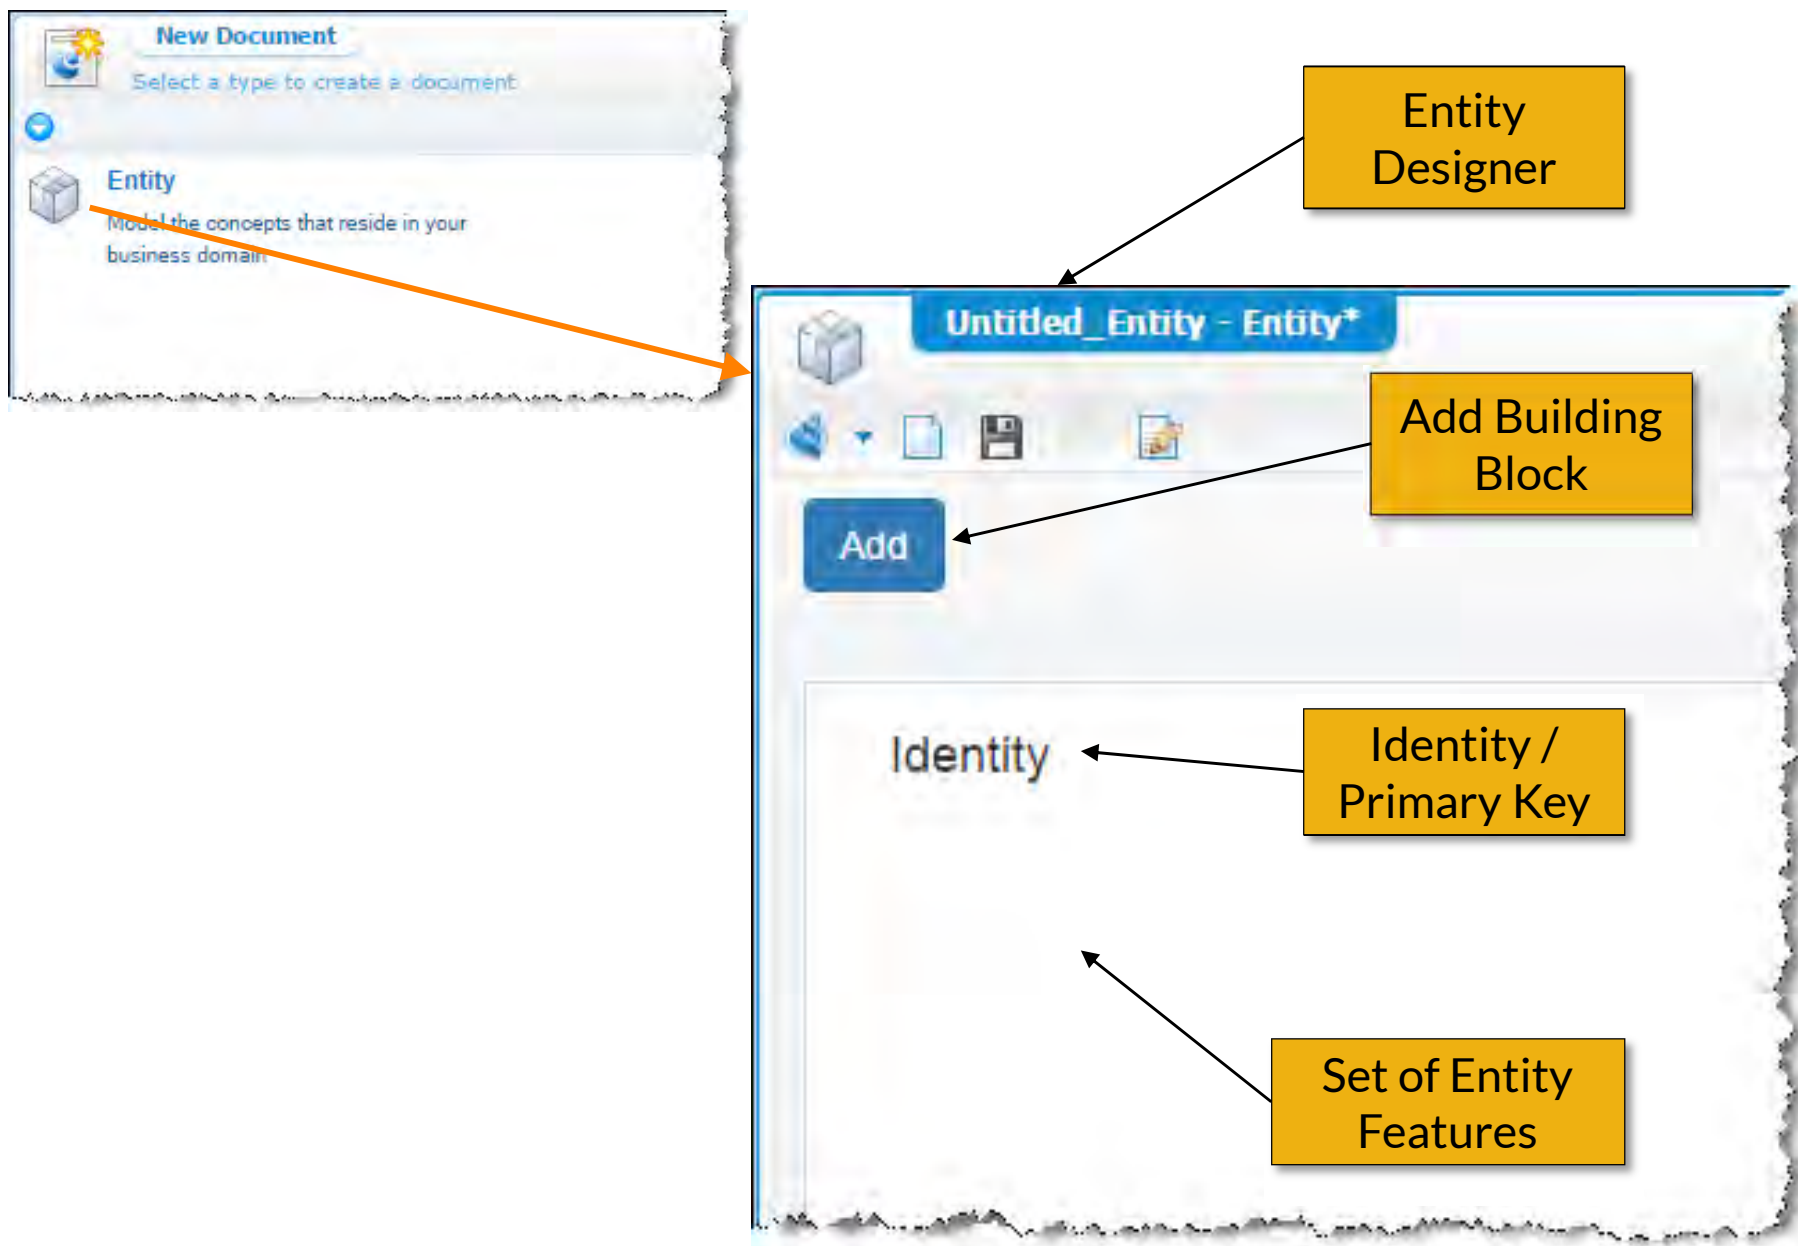 New Document
Select a type to create a document
Entity
Model the concepts that reside in your
business domain
Entity
Designer
Untitled_Entity - Entity*
Add Building
Block
Add
Identity
Identity /
Primary Key
Set of Entity
Features